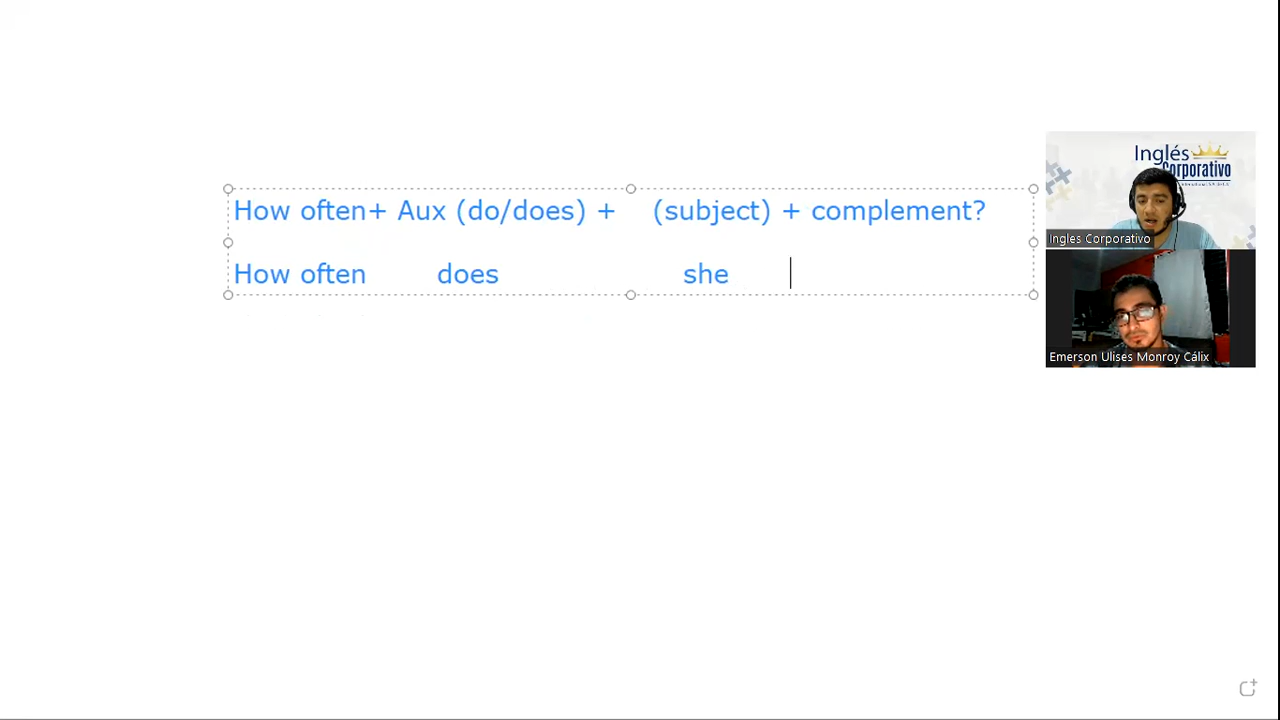 How often+ Aux (do/does) + (subject) + complement?
How often does she
Inglés
Corporativo
Ingles Corporativo
Emerson Ulises Monroy Cálix